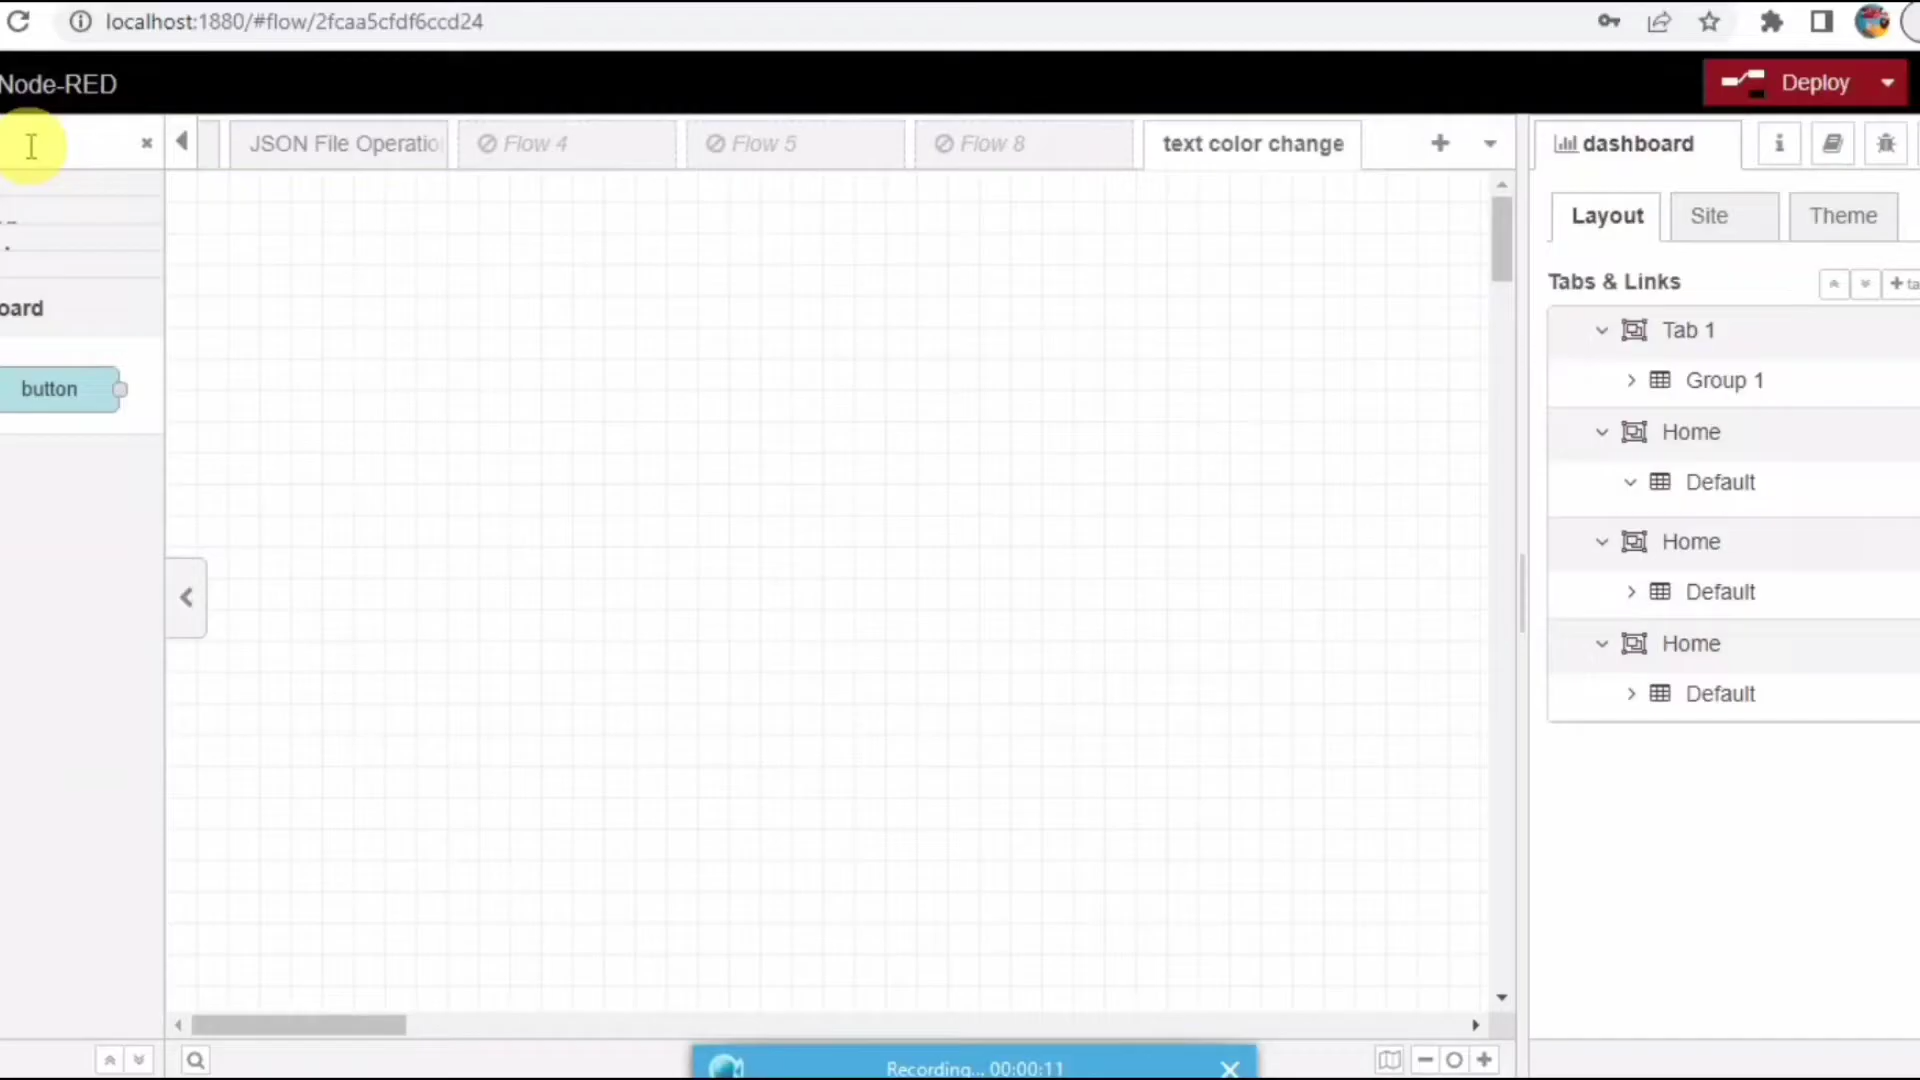 localhost:1880/#flow/2fcaa5cfdf6ccd24
Node-RED
Deploy
JSON File Operatio
Flow 4
Flow 5
Flow 8
text color change
dashboard
Layout
Site
Theme
Tabs & Links
ta
Tab 1
Group 1
Home
Default
Home
Default
Home
Default
oard
button
Recording... 00:00:11